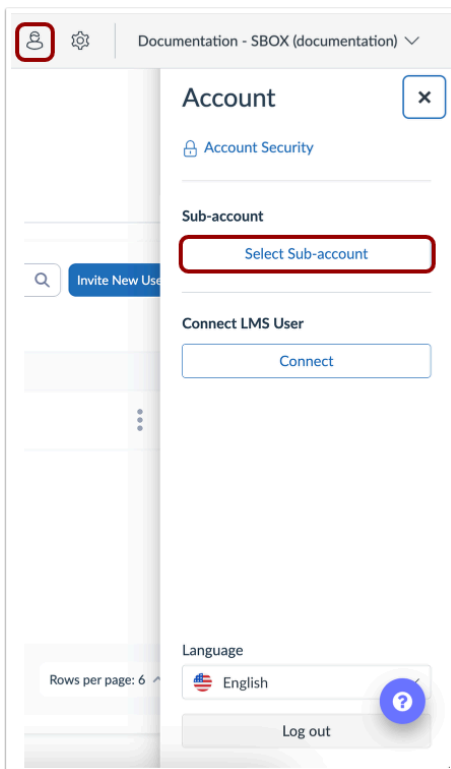 Documentation - SBOX (documentation)
Account
Account Security
Sub-account
Select Sub-account
Invite New Use
Connect LMS User
Connect
Language
Rows per page: 6
English
?
Log out